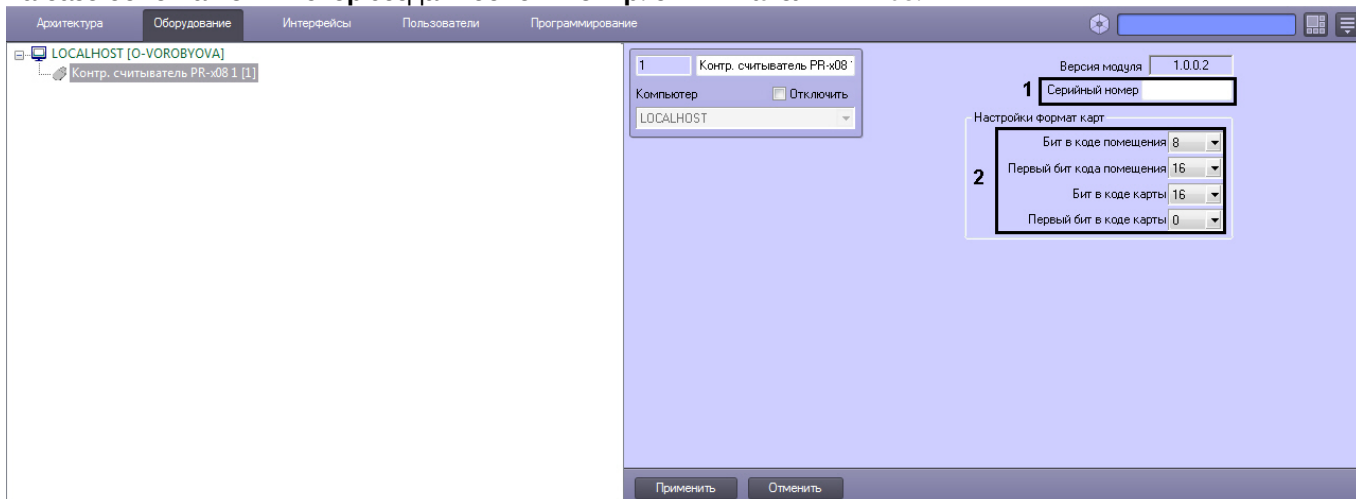 Архитектура Оборудование Интерфейсы Пользователи Программирование
LOCALHOST [O-VOROBYOVA]
Контр. считыватель PR-x08 1 [1]
1 Контр. считыватель PR-x08
Компьютер Отключить
LOCALHOST
Версия модуля 1.0.0.2
1 Серийный номер
Настройки формат карт
Бит в коде помещения 8
Первый бит кода помещения 16
2
Бит в коде карты 16
Первый бит в коде карты 0
Применить Отменить